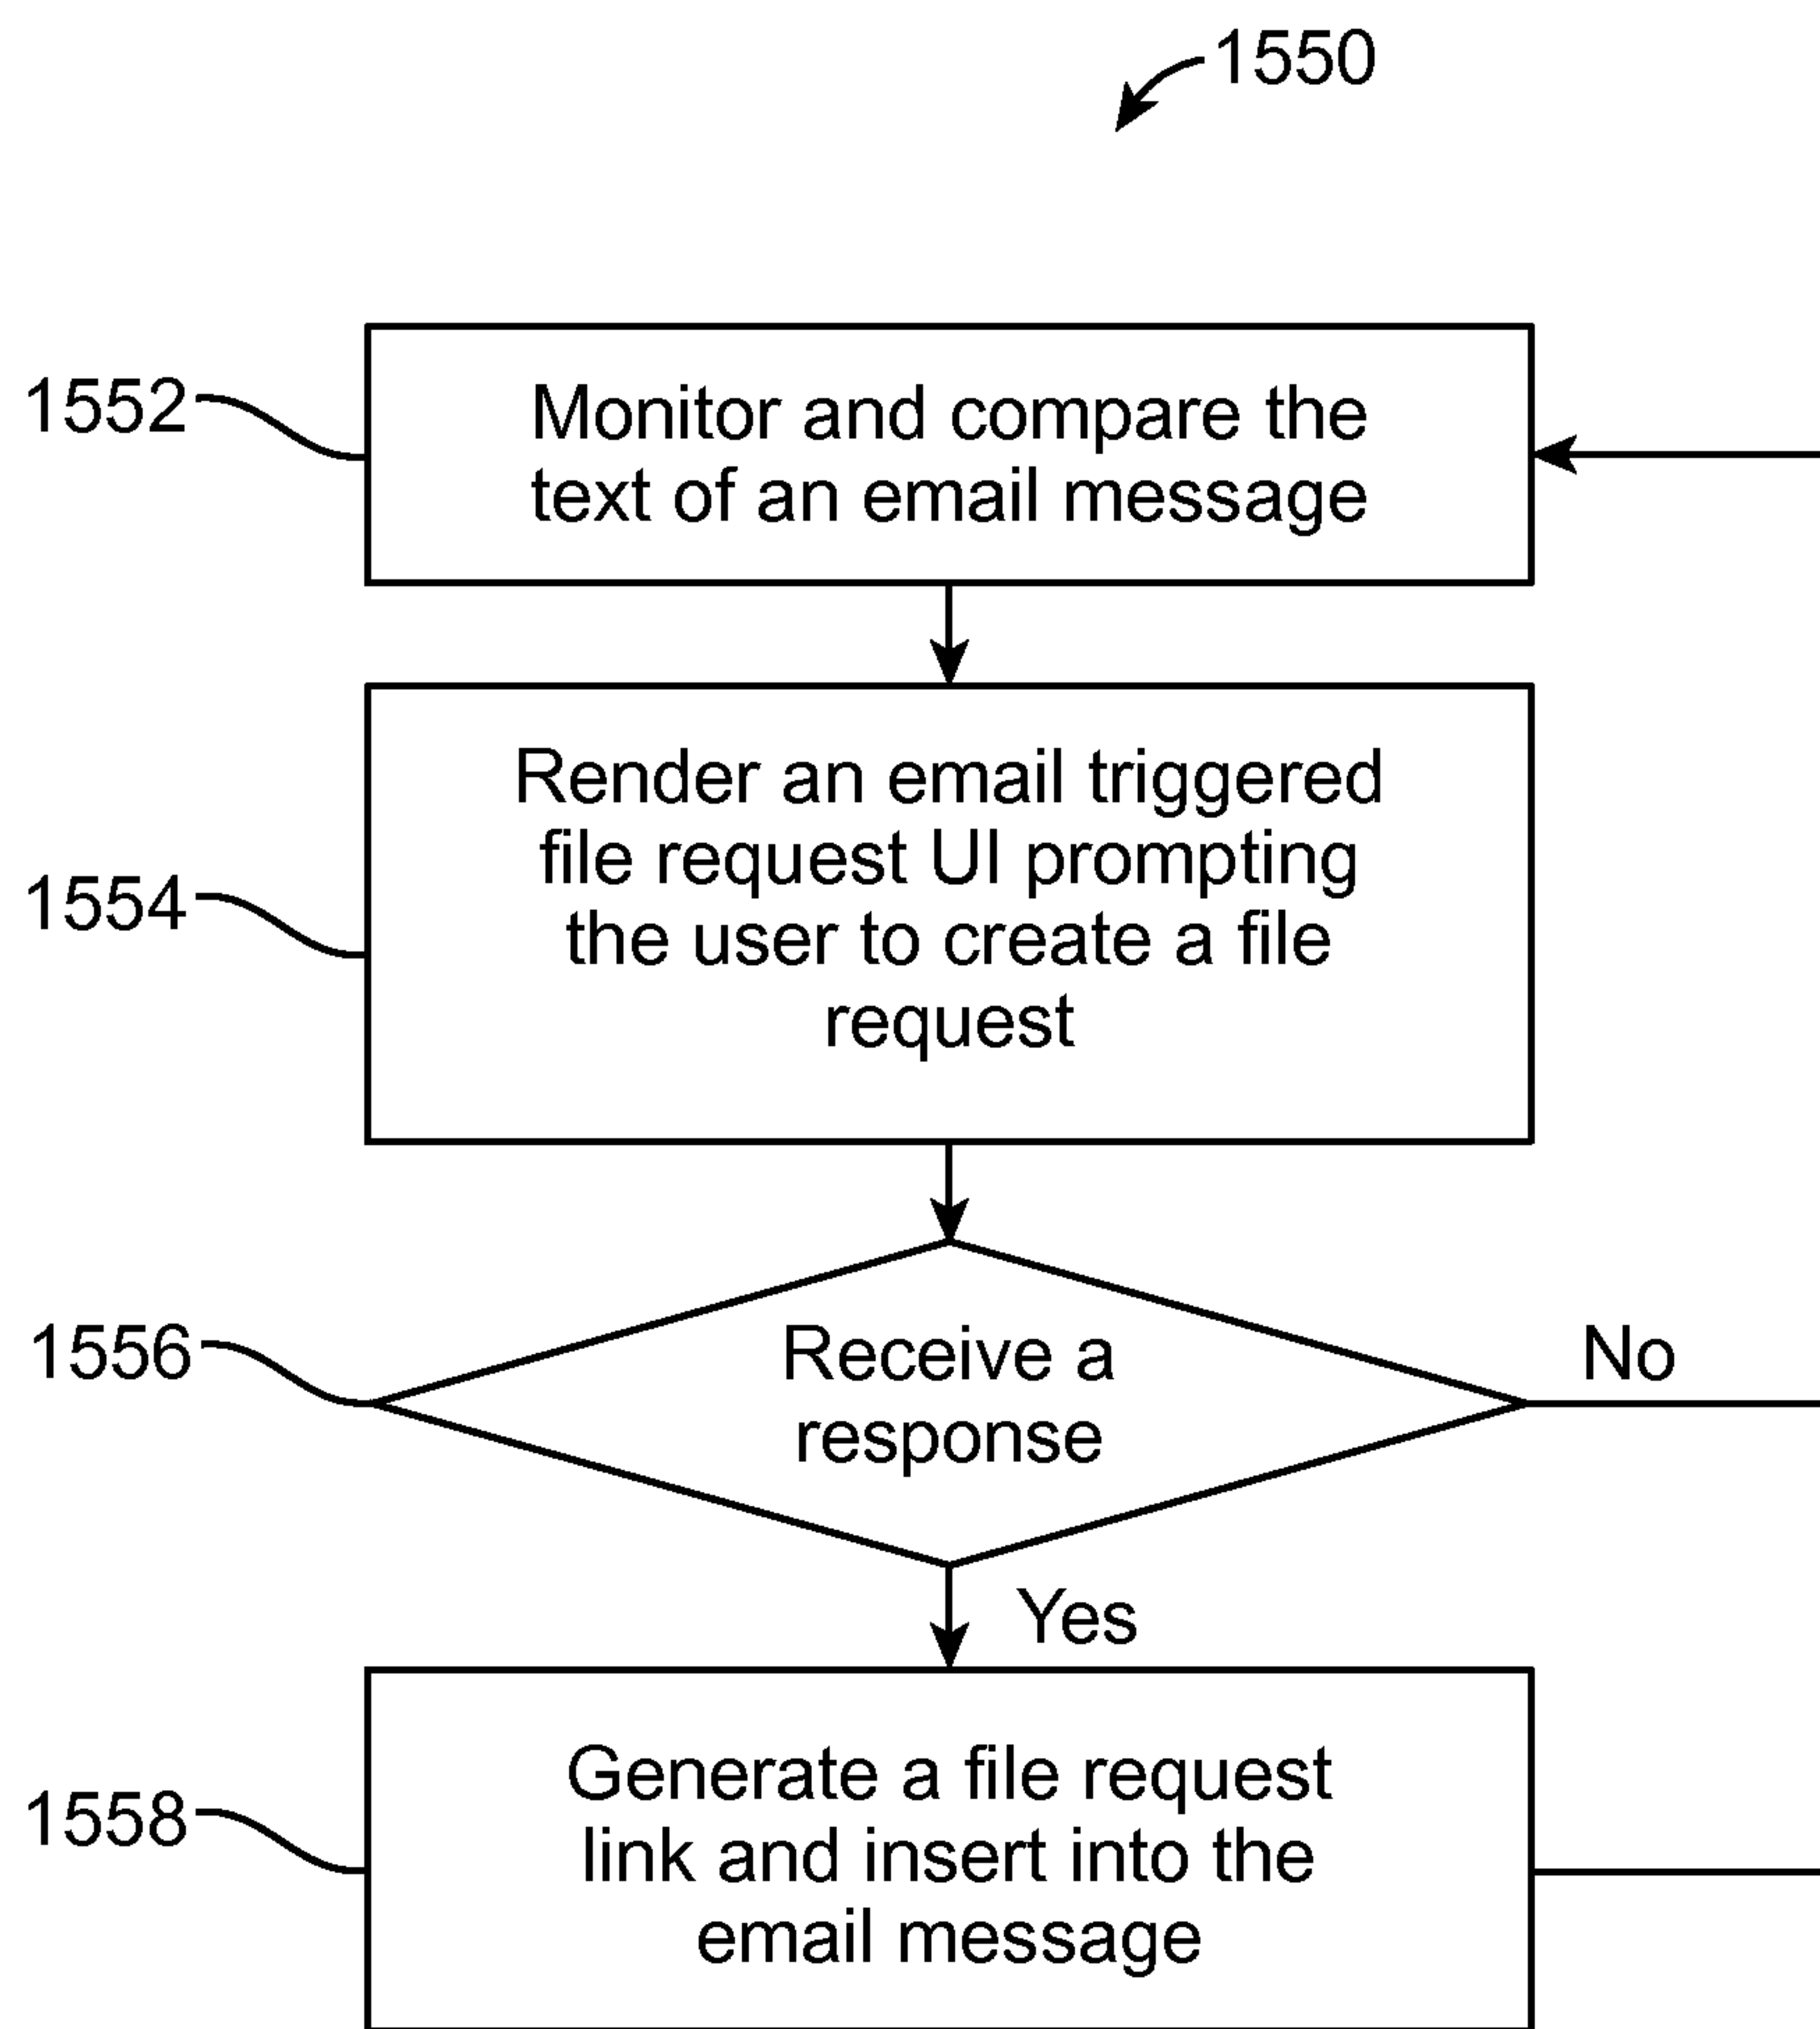 1550
1552
Monitor and compare the
text of an email message
1554
Render an email triggered
file request UI prompting
the user to create a file
request
1556
Receive a
response
No
Yes
1558
Generate a file request
link and insert into the
email message